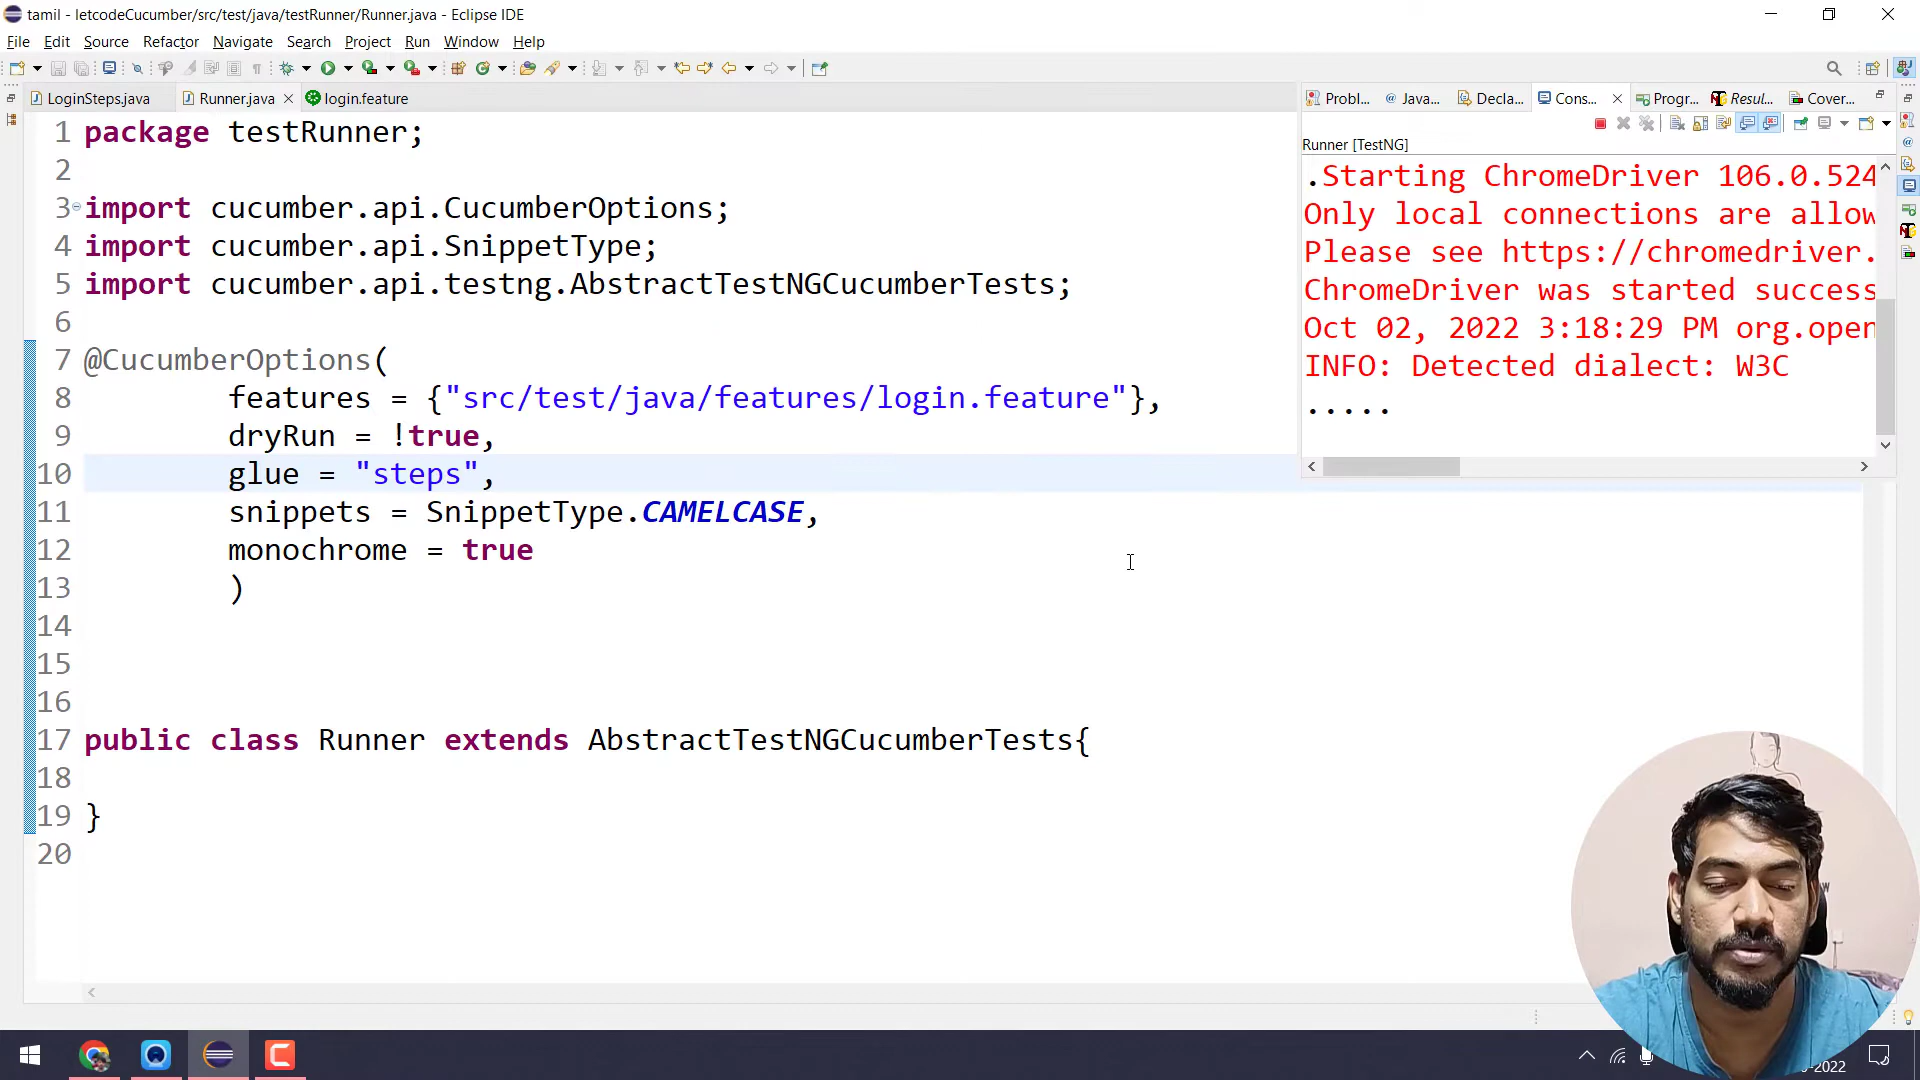 tamil - letcodeCucumber/src/test/java/testRunner/Runner.java - Eclipse IDE
File Edit Source Refactor Navigate Search Project Run Window Help
LoginSteps.java Runner.java login.feature
Probl... Java... Decla... Cons... Progr... Resul... Cover...
Runner [TestNG]
.Starting ChromeDriver 106.0.524
Only local connections are allow
Please see https://chromedriver.
ChromeDriver was started success
Oct 02, 2022 3:18:29 PM org.open
INFO: Detected dialect: W3C
.....
1 package testRunner;
2
3 import cucumber.api.CucumberOptions;
4 import cucumber.api.SnippetType;
5 import cucumber.api.testng.AbstractTestNGCucumberTests;
6
7 @CucumberOptions(
8 features = {"src/test/java/features/login.feature"},
9 dryRun = !true,
10 glue = "steps",
11 snippets = SnippetType.CAMELCASE,
12 monochrome = true
13 )
14
15
16
17 public class Runner extends AbstractTestNGCucumberTests{
18
19 }
20
-2022